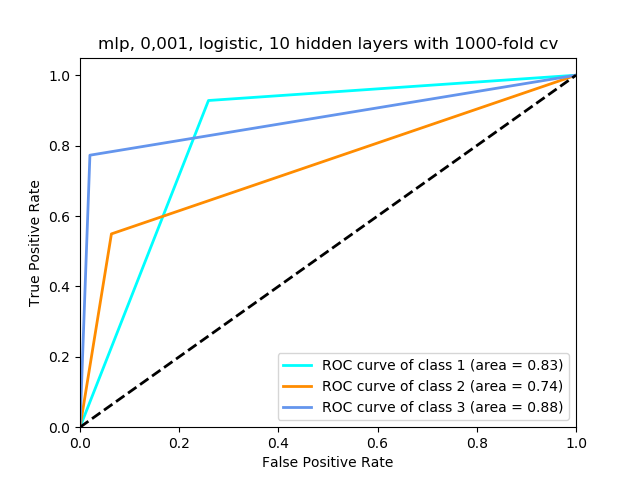 mlp, 0,001, logistic, 10 hidden layers with 1000-fold cv
1.0
0.8
0.6
0.4
0.2
0.0
True Positive Rate
ROC curve of class 1 (area = 0.83)
ROC curve of class 2 (area = 0.74)
ROC curve of class 3 (area = 0.88)
0.0 0.2 0.4 0.6 0.8 1.0
False Positive Rate